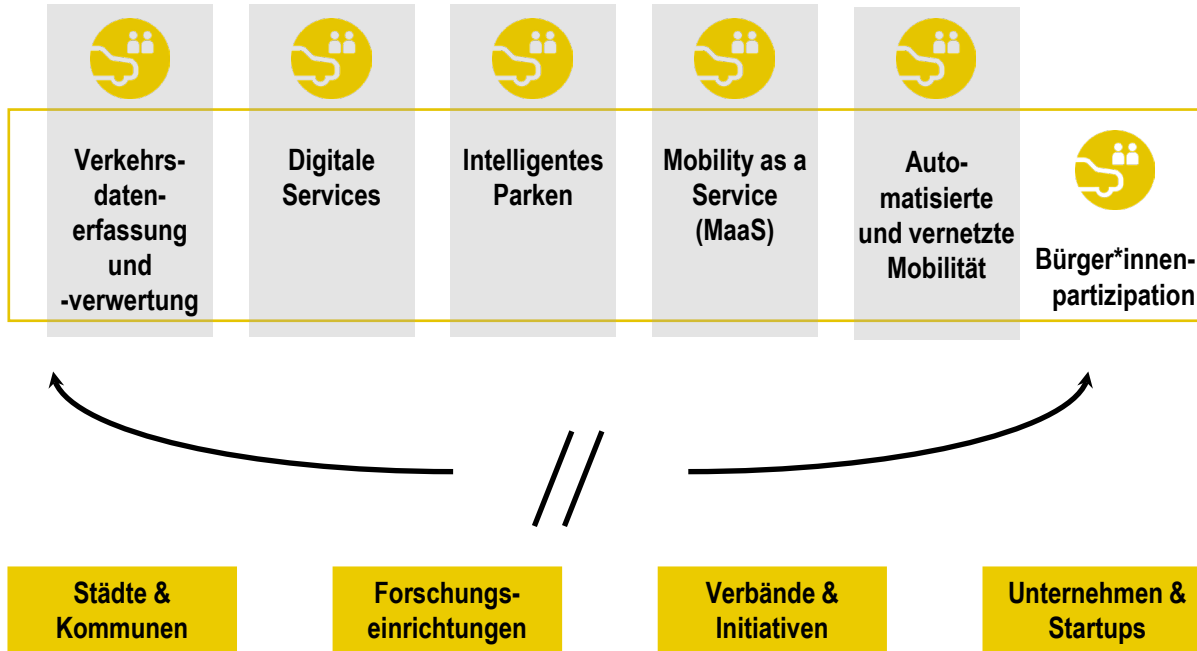 Verkehrs-
daten-
erfassung
und
-verwertung
Digitale
Services
Intelligentes
Parken
Mobility as a
Service
(MaaS)
Auto-
matisierte
und vernetzte
Mobilität
Bürger*innen-
partizipation
Städte &
Kommunen
Forschungs-
einrichtungen
Verbände &
Initiativen
Unternehmen &
Startups